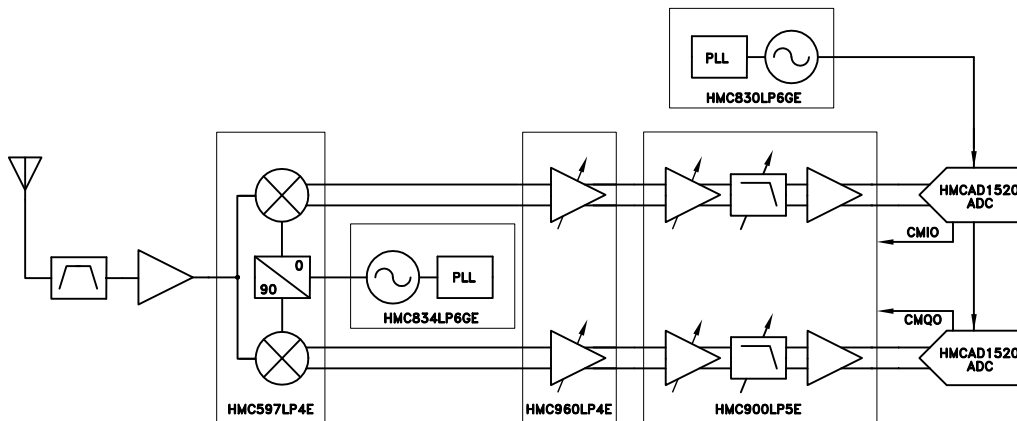 PLL
HMC830LP6GE
HMCAD1520
ADC
CMIO
0
90
PLL
HMC834LP6GE
CMQO
HMCAD1520
ADC
HMC597LP4E
HMC960LP4E
HMC900LP5E